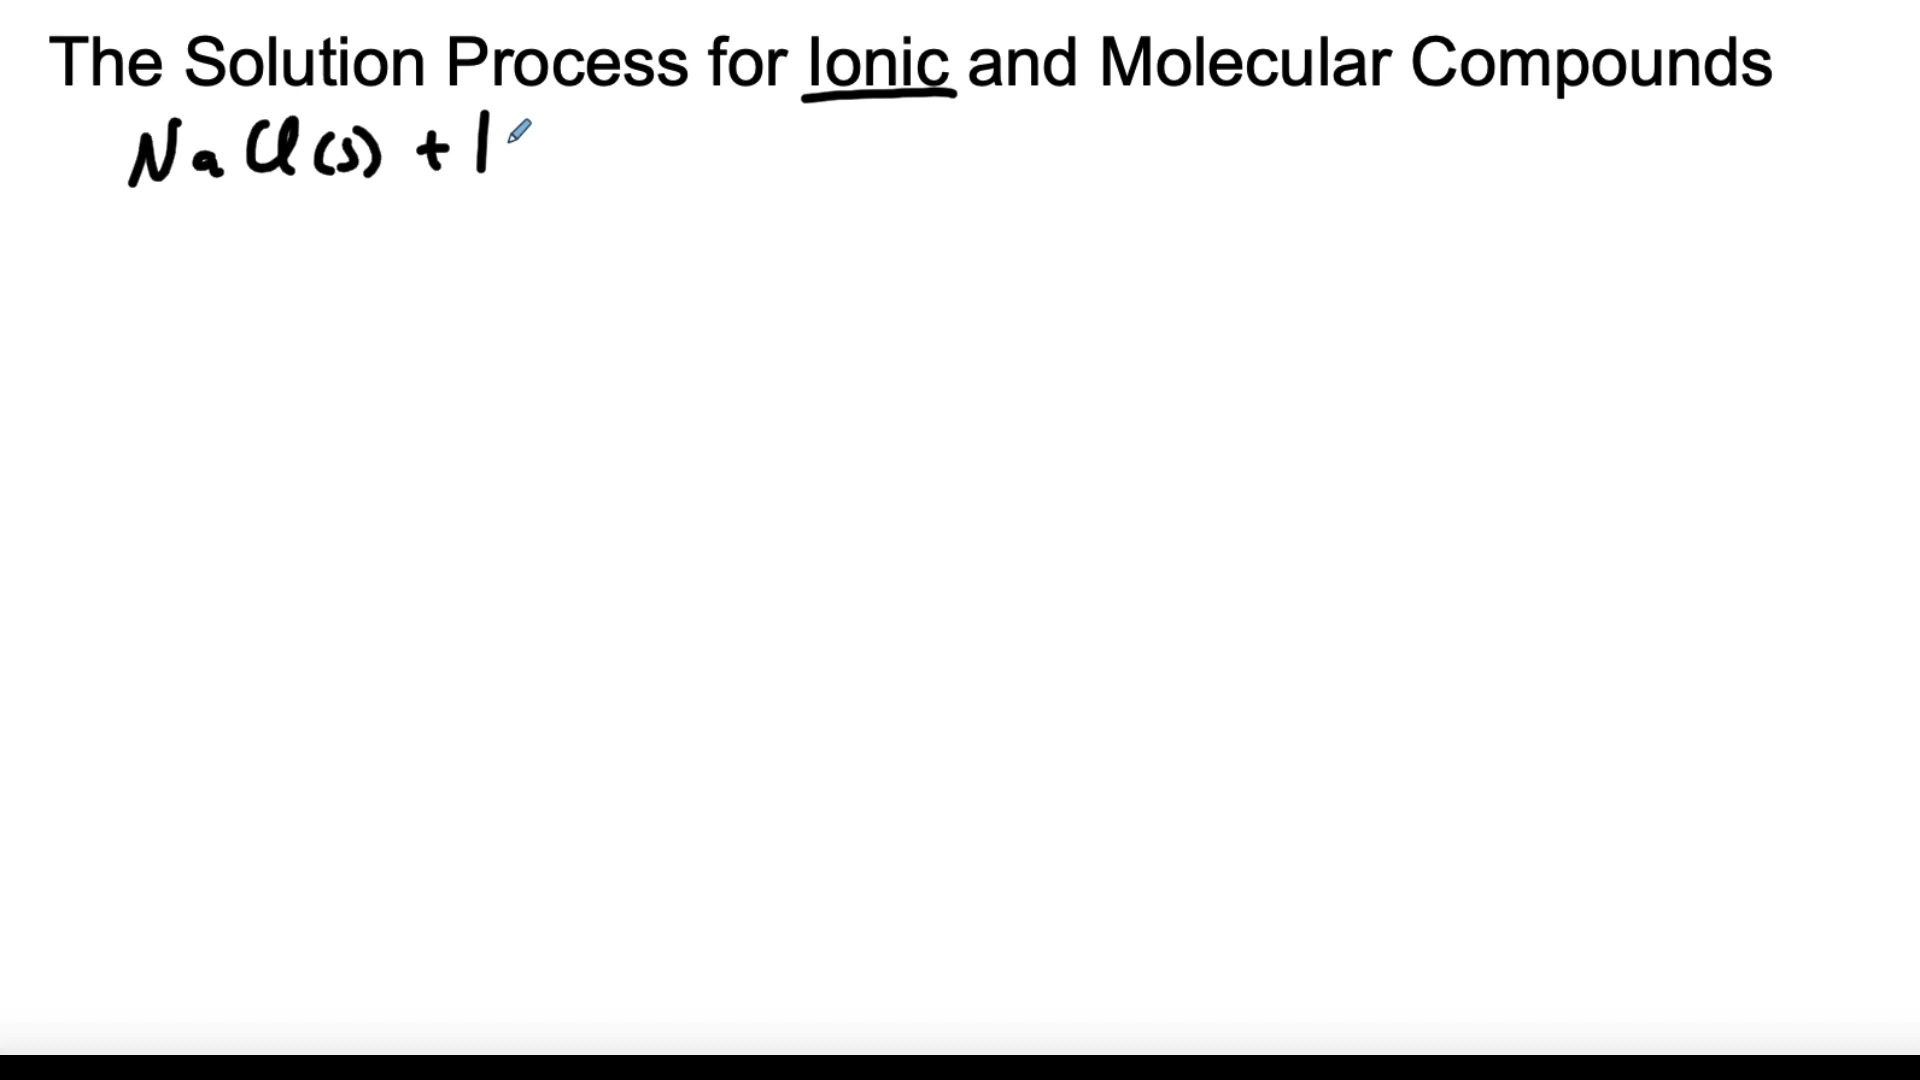 The Solution Process for Ionic and Molecular Compounds
NaCl(s) + |